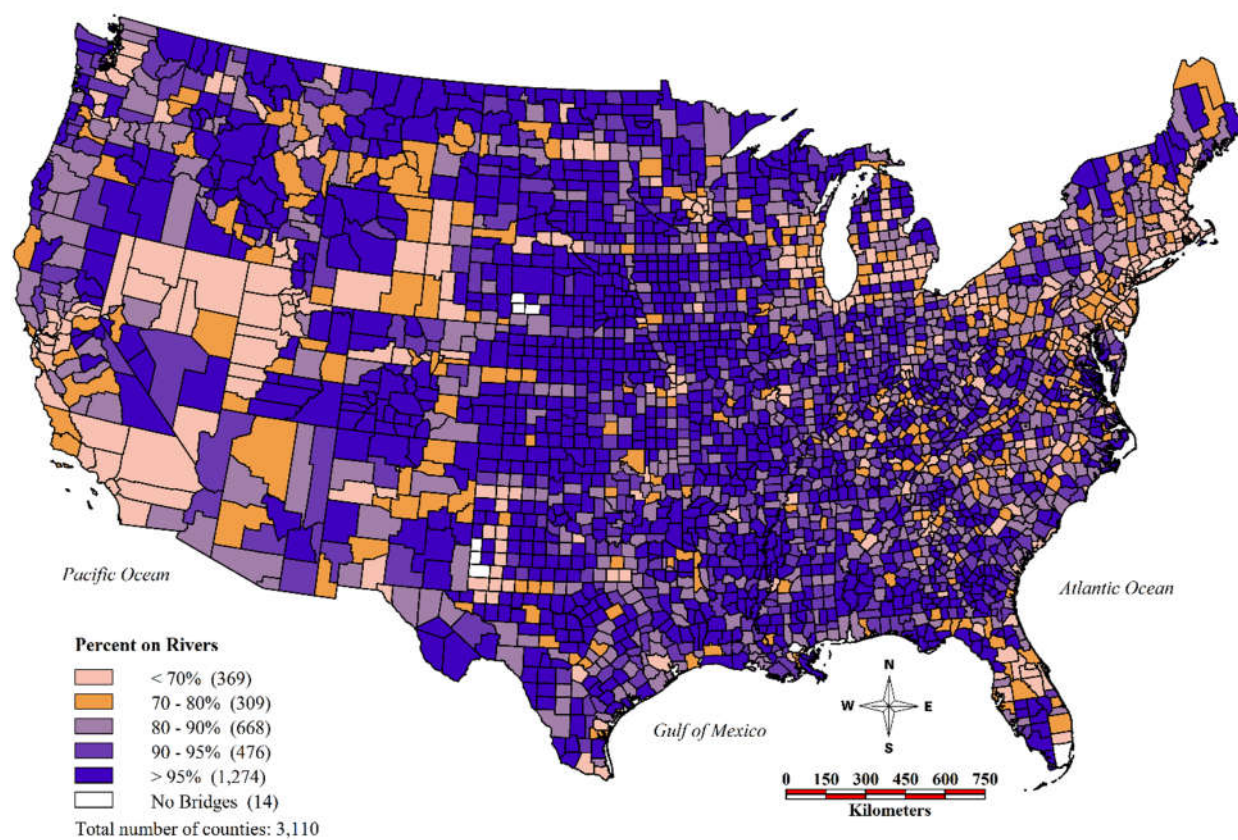 Pacific Ocean
Atlantic Ocean
Gulf of Mexico
N
W E
S
Percent on Rivers
< 70% (369)
70 - 80% (309)
80 - 90% (668)
90 - 95% (476)
> 95% (1,274)
No Bridges (14)
Total number of counties: 3,110
0 150 300 450 600 750
Kilometers